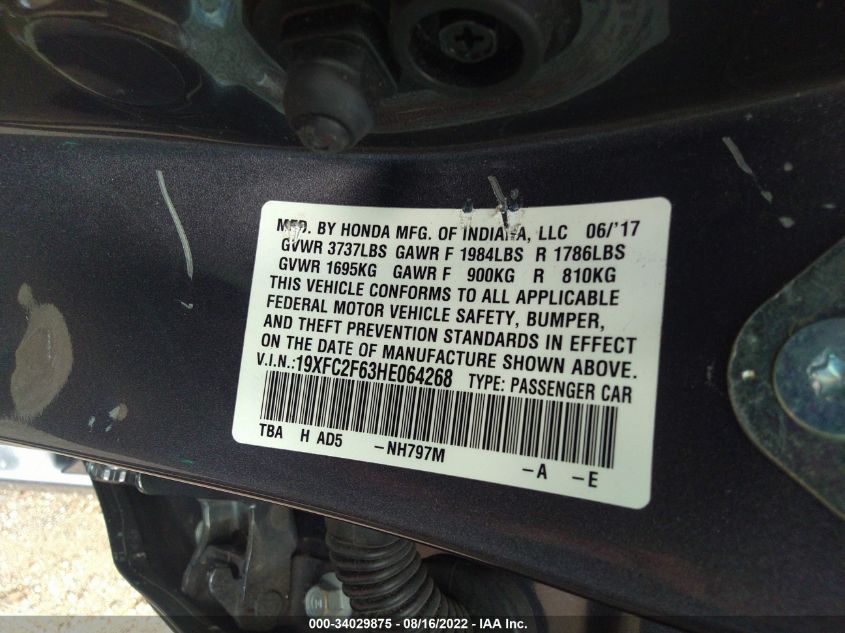 MFD. BY HONDA MFG. OF INDIANA, LLC 06/'17
GVWR 3737LBS GAWR F 1984LBS R 1786LBS
GVWR 1695KG GAWR F 900KG R 810KG
THIS VEHICLE CONFORMS TO ALL APPLICABLE
FEDERAL MOTOR VEHICLE SAFETY, BUMPER,
AND THEFT PREVENTION STANDARDS IN EFFECT
ON THE DATE OF MANUFACTURE SHOWN ABOVE.
V.I.N.:19XFC2F63HE064268 TYPE: PASSENGER CAR
TBA H AD5 -NH797M -A -E
000-34029875 - 08/16/2022 - IAA Inc.